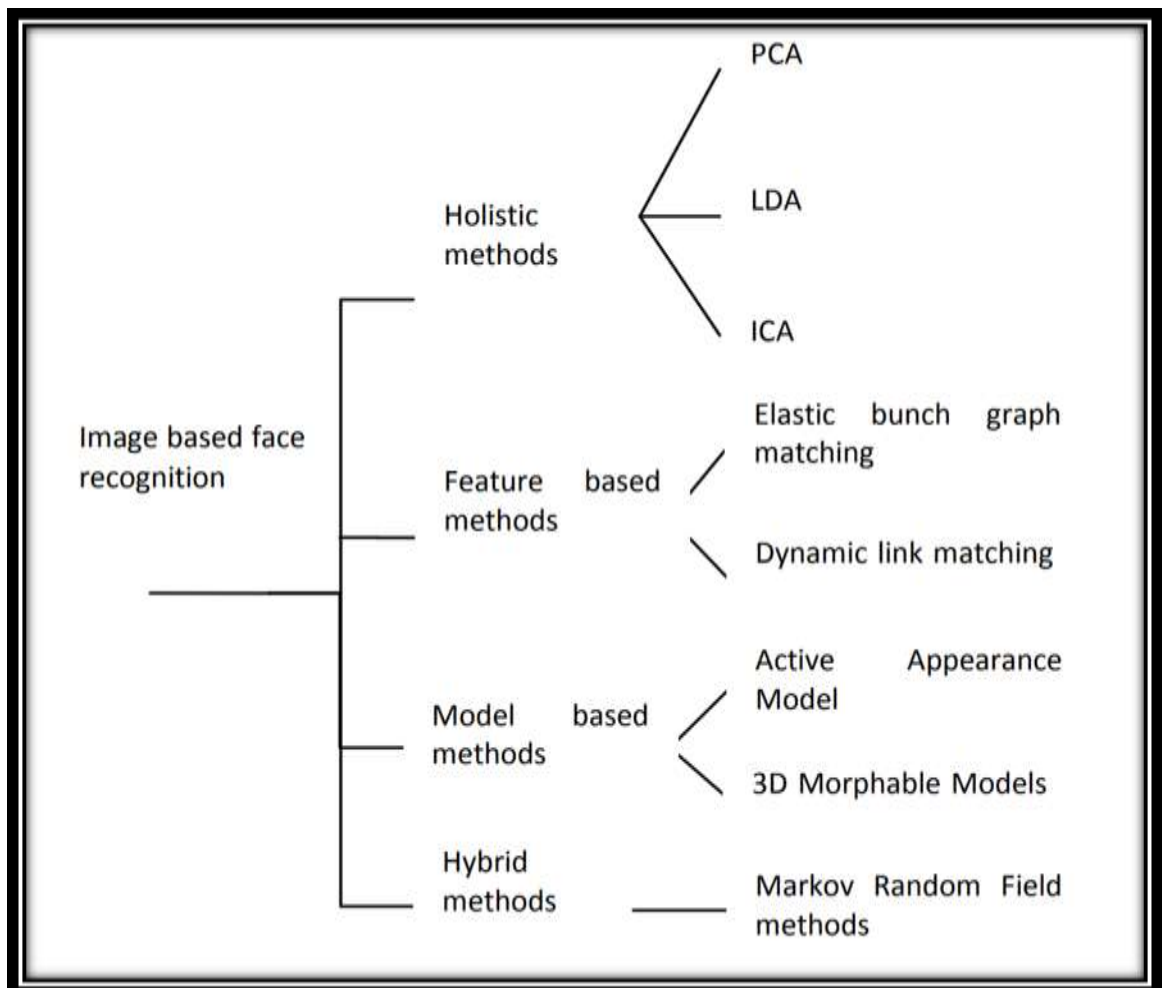 PCA
LDA
Holistic
methods
ICA
Image based face
recognition
Elastic bunch graph
matching
Feature based
methods
Dynamic link matching
Active Appearance
Model
Model based
methods
3D Morphable Models
Hybrid
methods
Markov Random Field
methods